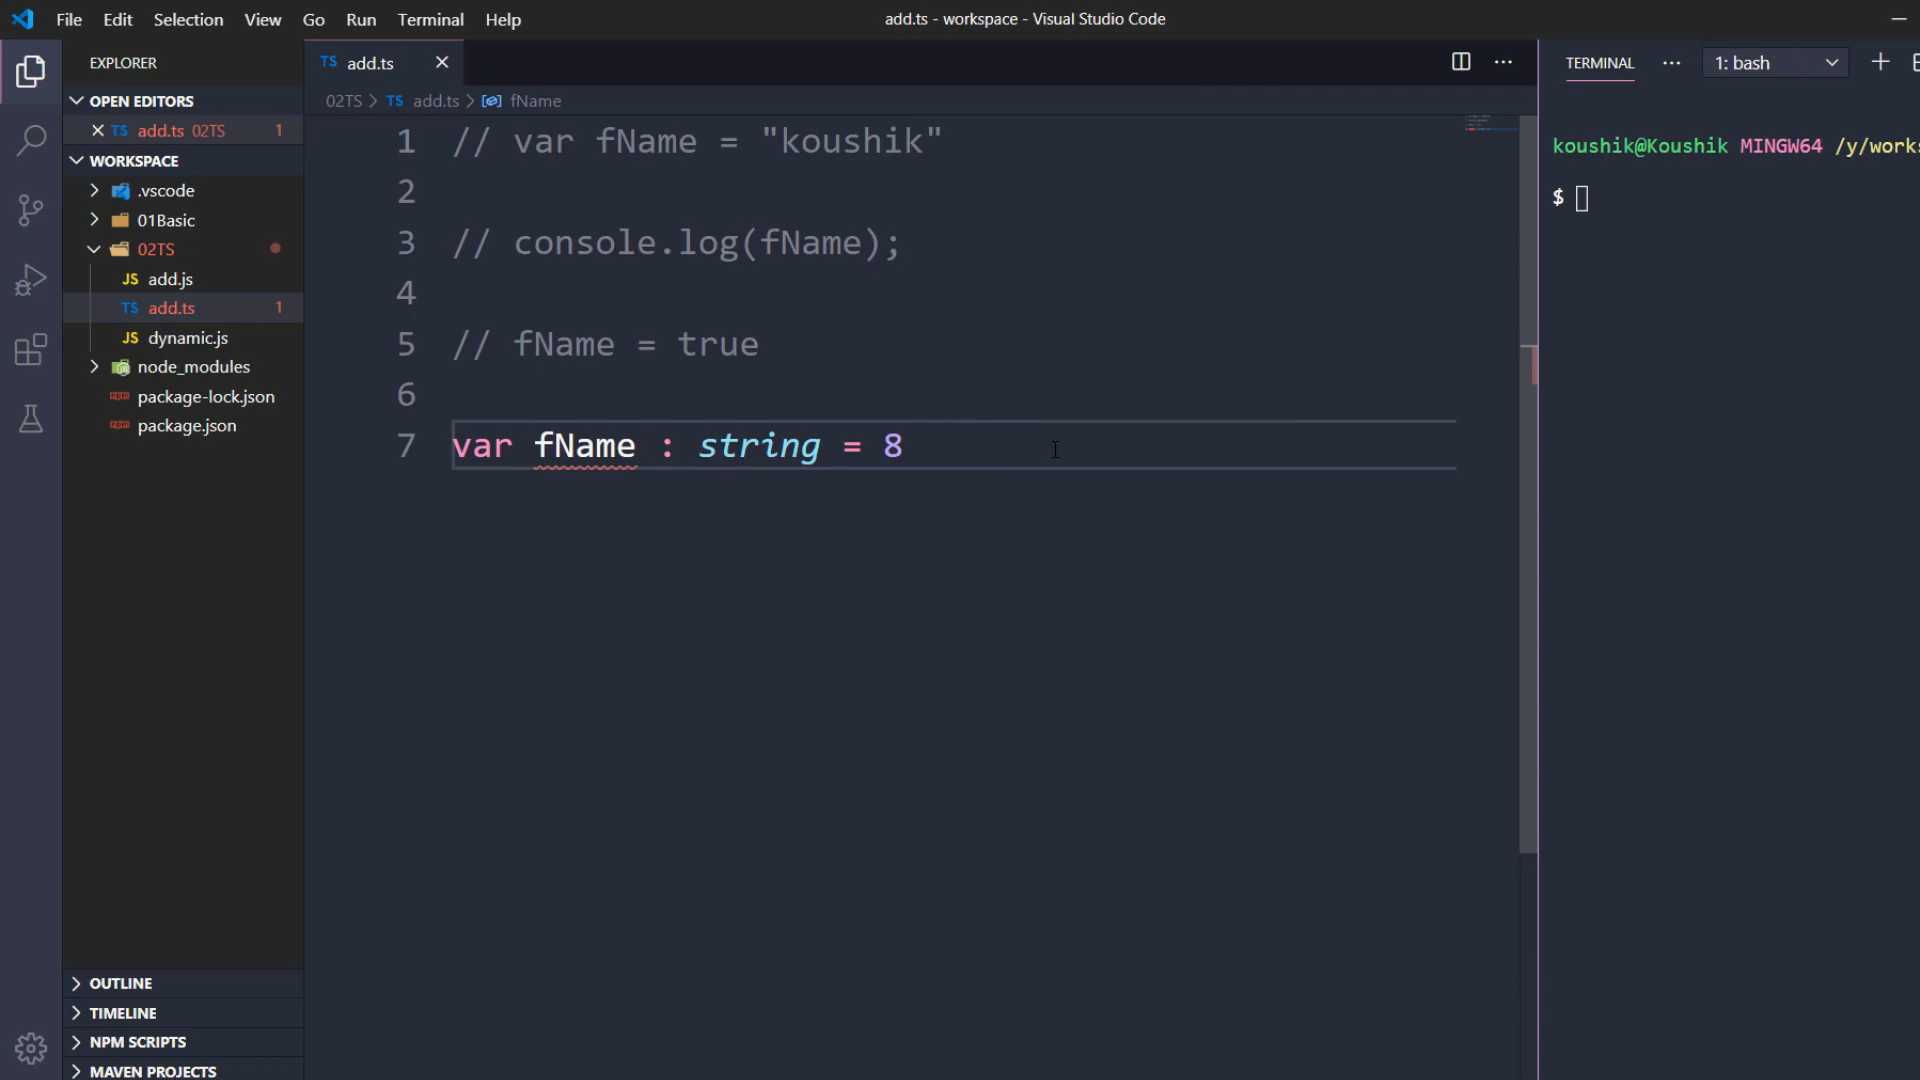 File Edit Selection View Go Run Terminal Help
add.ts - workspace - Visual Studio Code
EXPLORER
OPEN EDITORS
TS add.ts 02TS 1
WORKSPACE
.vscode
01Basic
02TS
JS add.js
TS add.ts 1
JS dynamic.js
node_modules
package-lock.json
package.json
OUTLINE
TIMELINE
NPM SCRIPTS
MAVEN PROJECTS
TS add.ts
02TS > TS add.ts > fName
1 // var fName = "koushik"
2
3 // console.log(fName);
4
5 // fName = true
6
7 var fName : string = 8
TERMINAL ··· 1: bash
koushik@Koushik MINGW64 /y/works
$